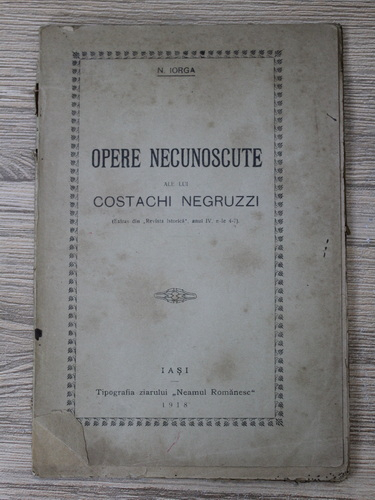 N. IORGA
OPERE NECUNOSCUTE
ALE LUI
COSTACHI NEGRUZZI
(Extras din „Revista Istorică“, anul IV, 4-7).
IAȘI
Tipografia ziarului „Neamul Românesc“
1918